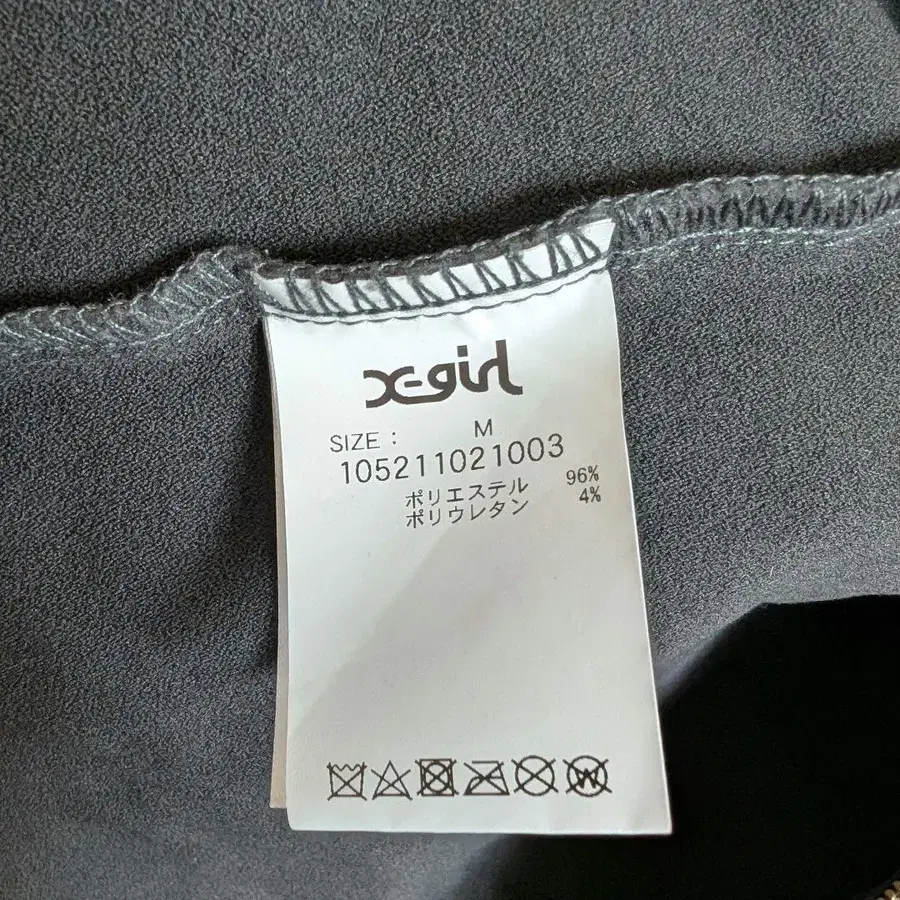 X-girl
SIZE : M
105211021003
ポリエステル 96%
ポリウレタン 4%